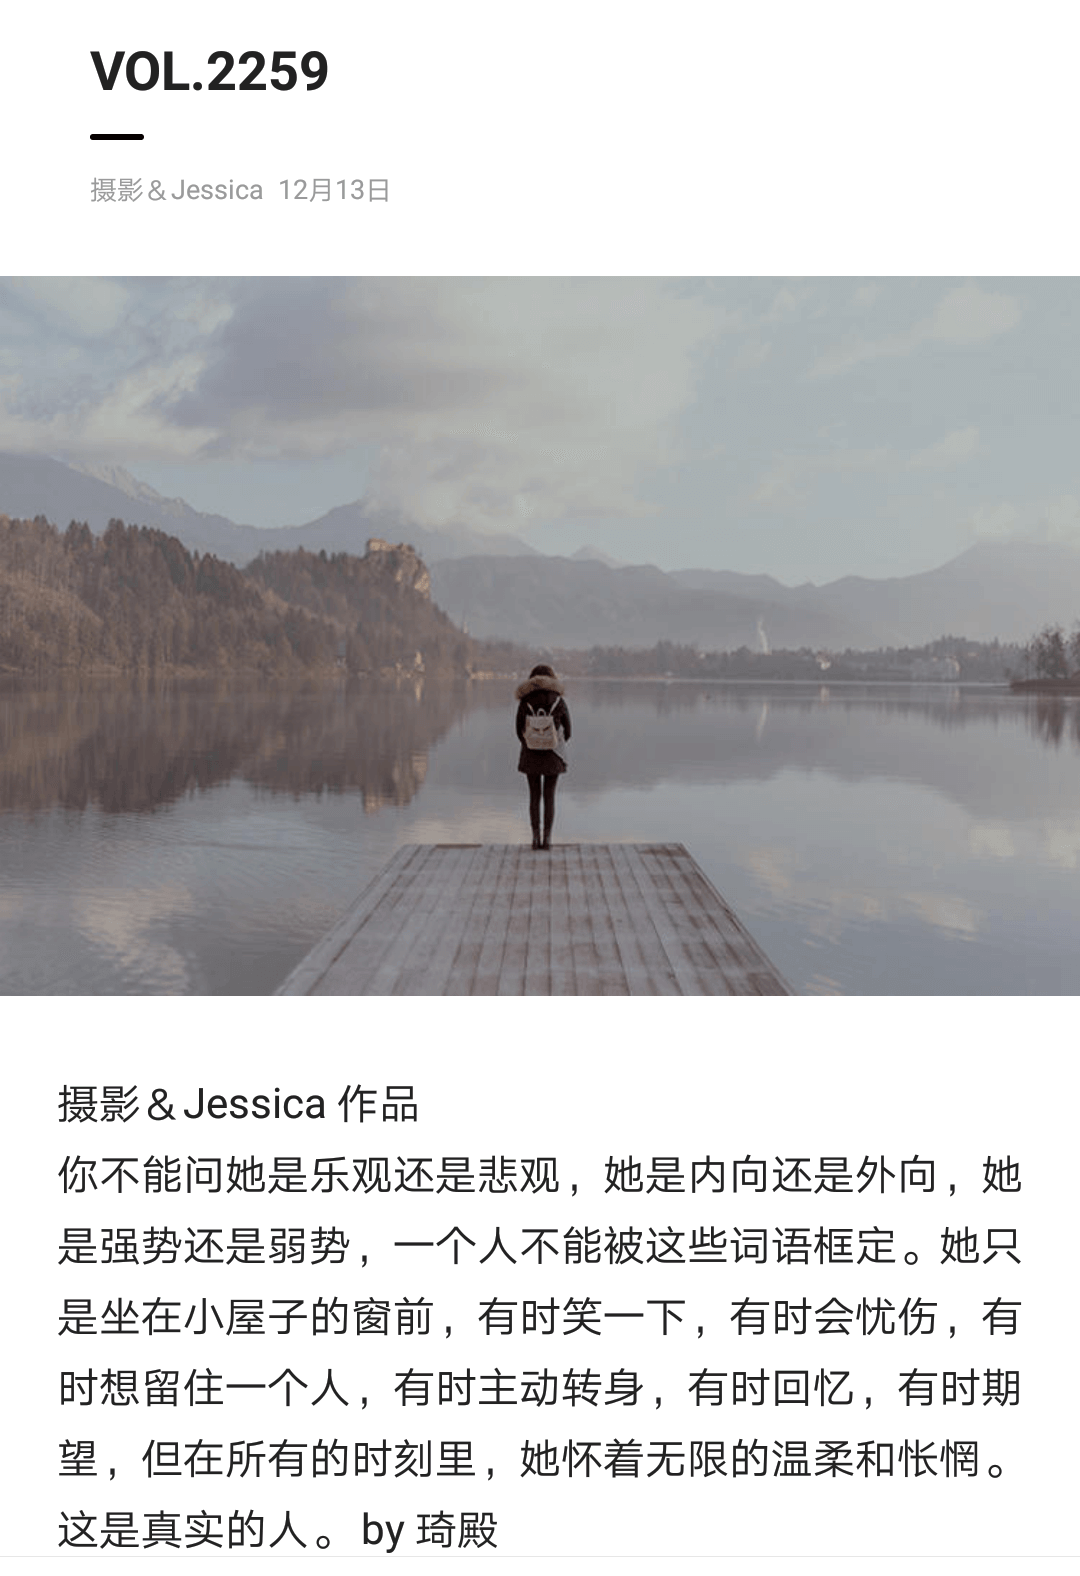 VOL.2259
摄影＆Jessica 12月13日
摄影＆Jessica 作品
你不能问她是乐观还是悲观，她是内向还是外向，她
是强势还是弱势，一个人不能被这些词语框定。她只
是坐在小屋子的窗前，有时笑一下，有时会忧伤，有
时想留住一个人，有时主动转身，有时回忆，有时期
望，但在所有的时刻里，她怀着无限的温柔和怅惘。
这是真实的人。 by 琦殿